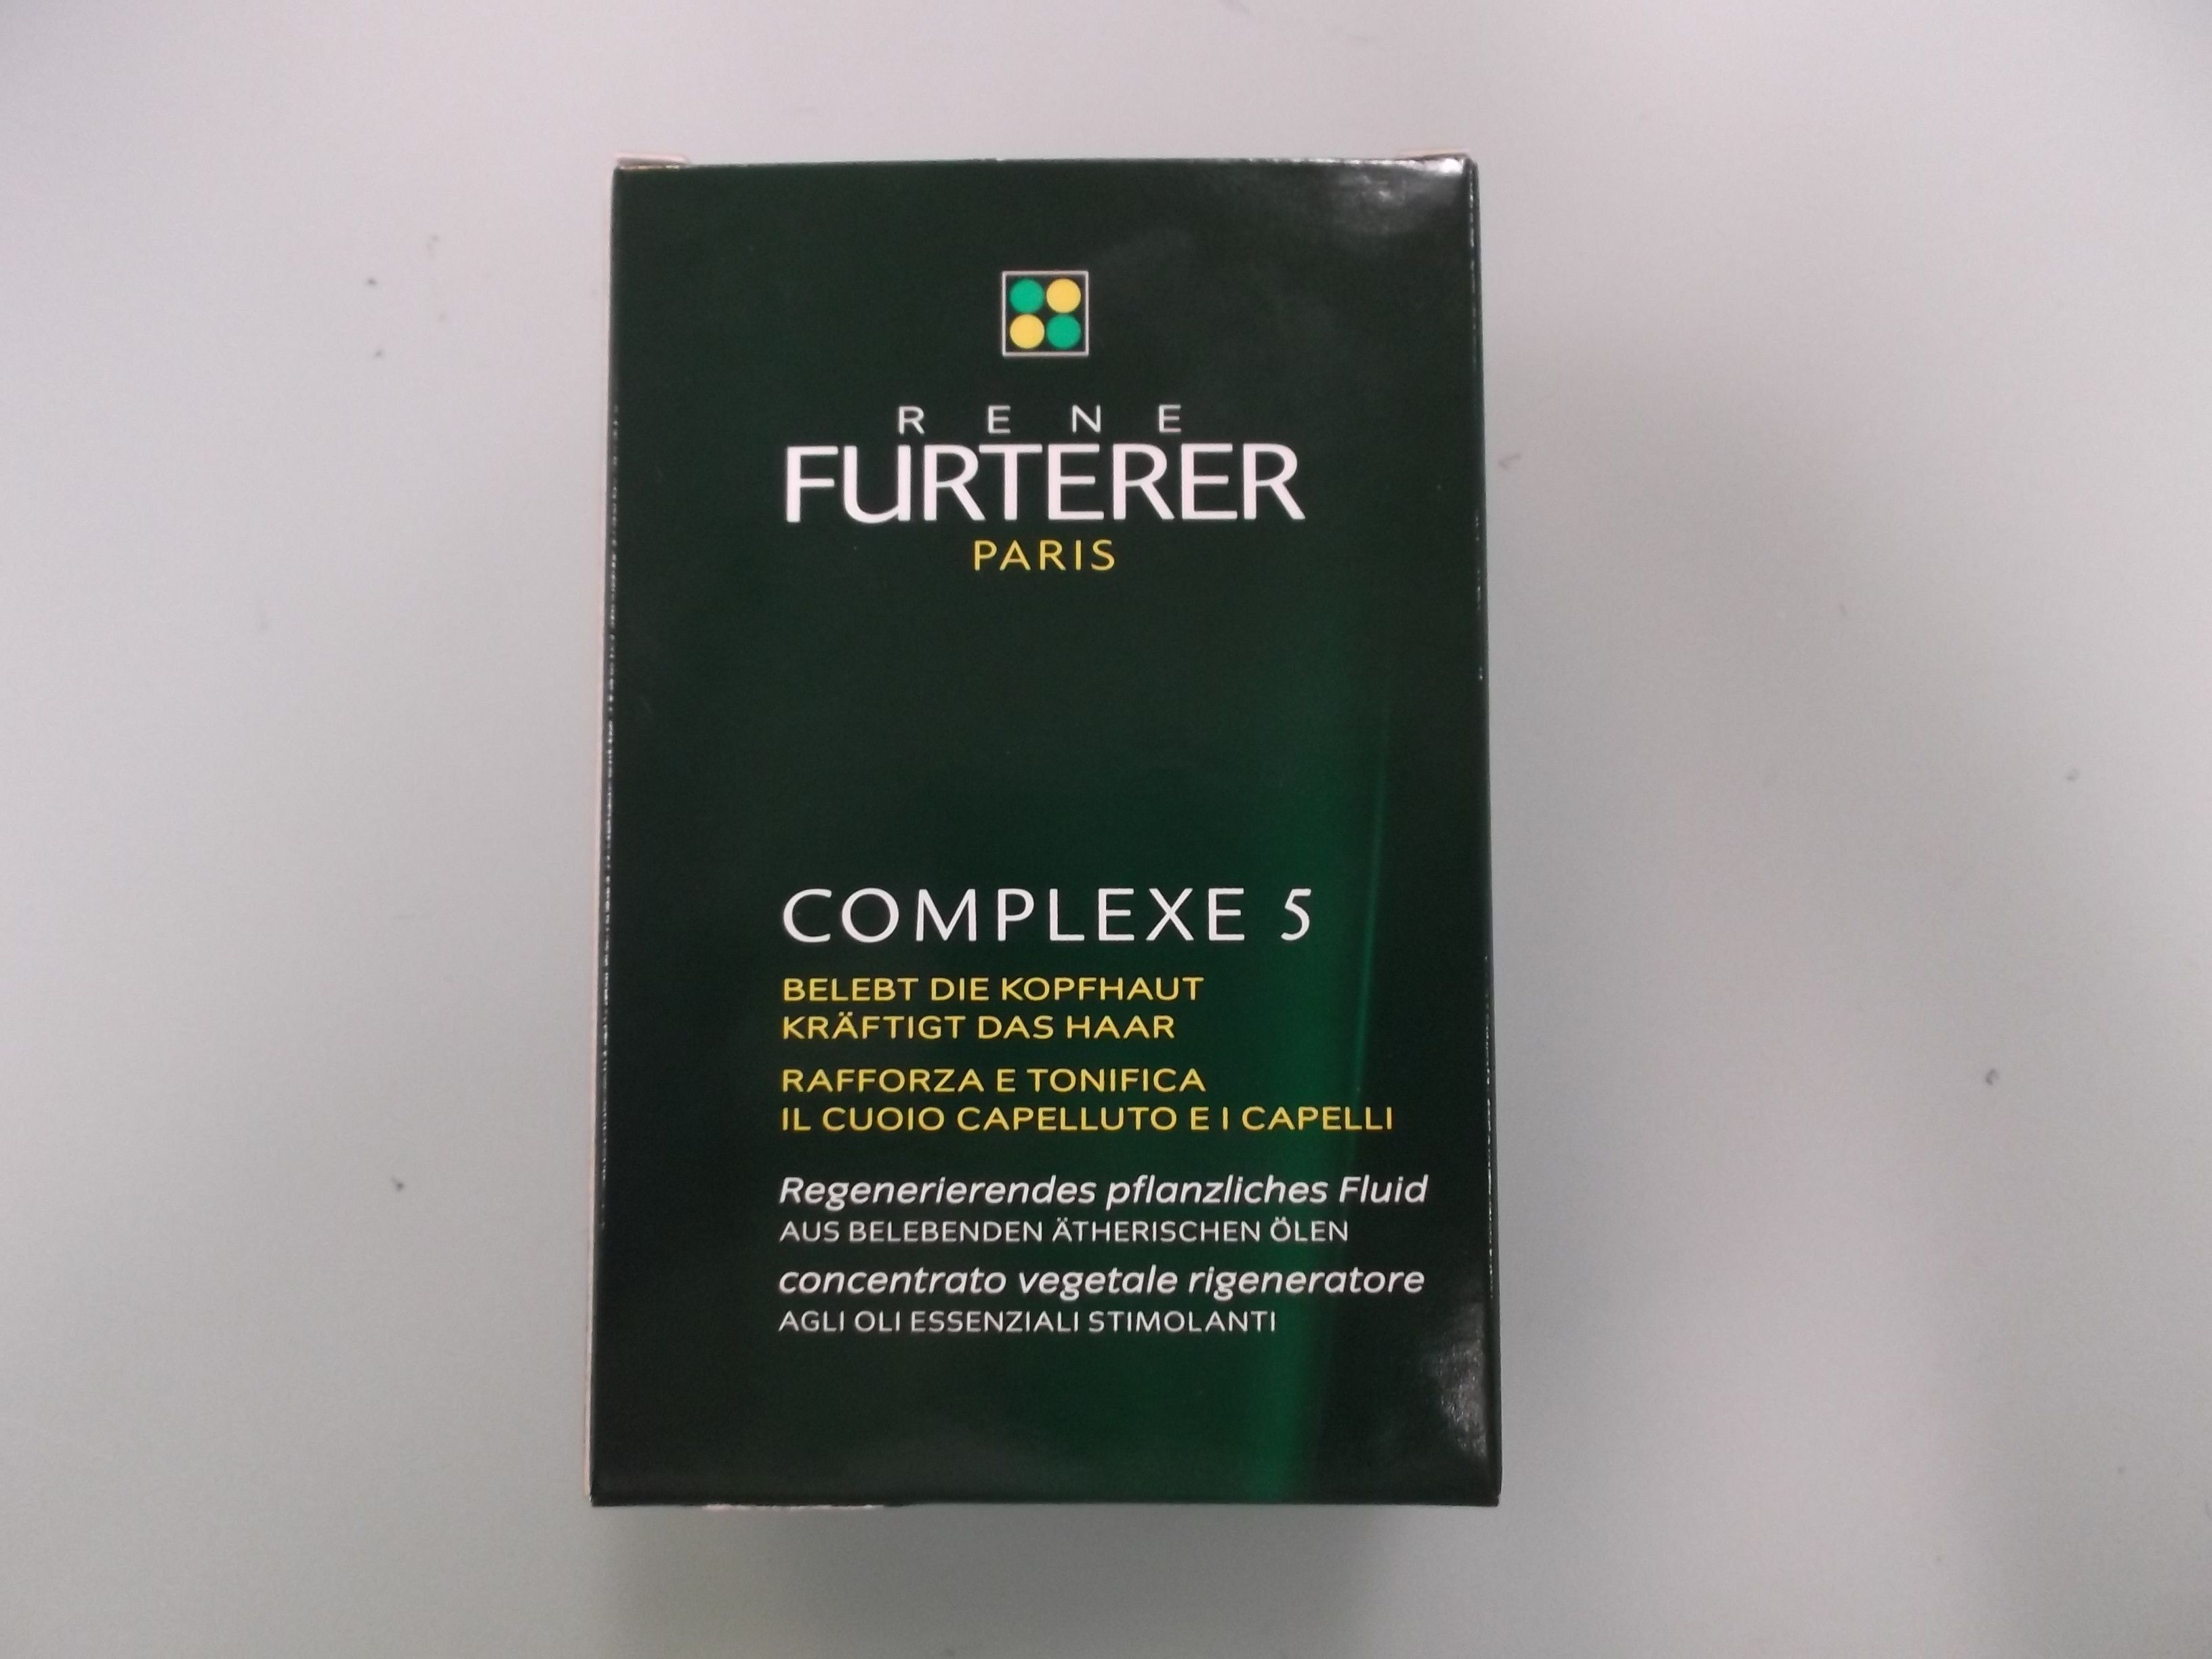 RENE
FURTERER
PARIS
COMPLEXE 5
BELEBT DIE KOPFHAUT
KRÄFTIGT DAS HAAR
RAFFORZA E TONIFICA
IL CUOIO CAPELLUTO E I CAPELLI
Regenerierendes pflanzliches Fluid
AUS BELEBENDEN ÄTHERISCHEN ÖLEN
concentrato vegetale rigeneratore
AGLI OLI ESSENZIALI STIMOLANTI